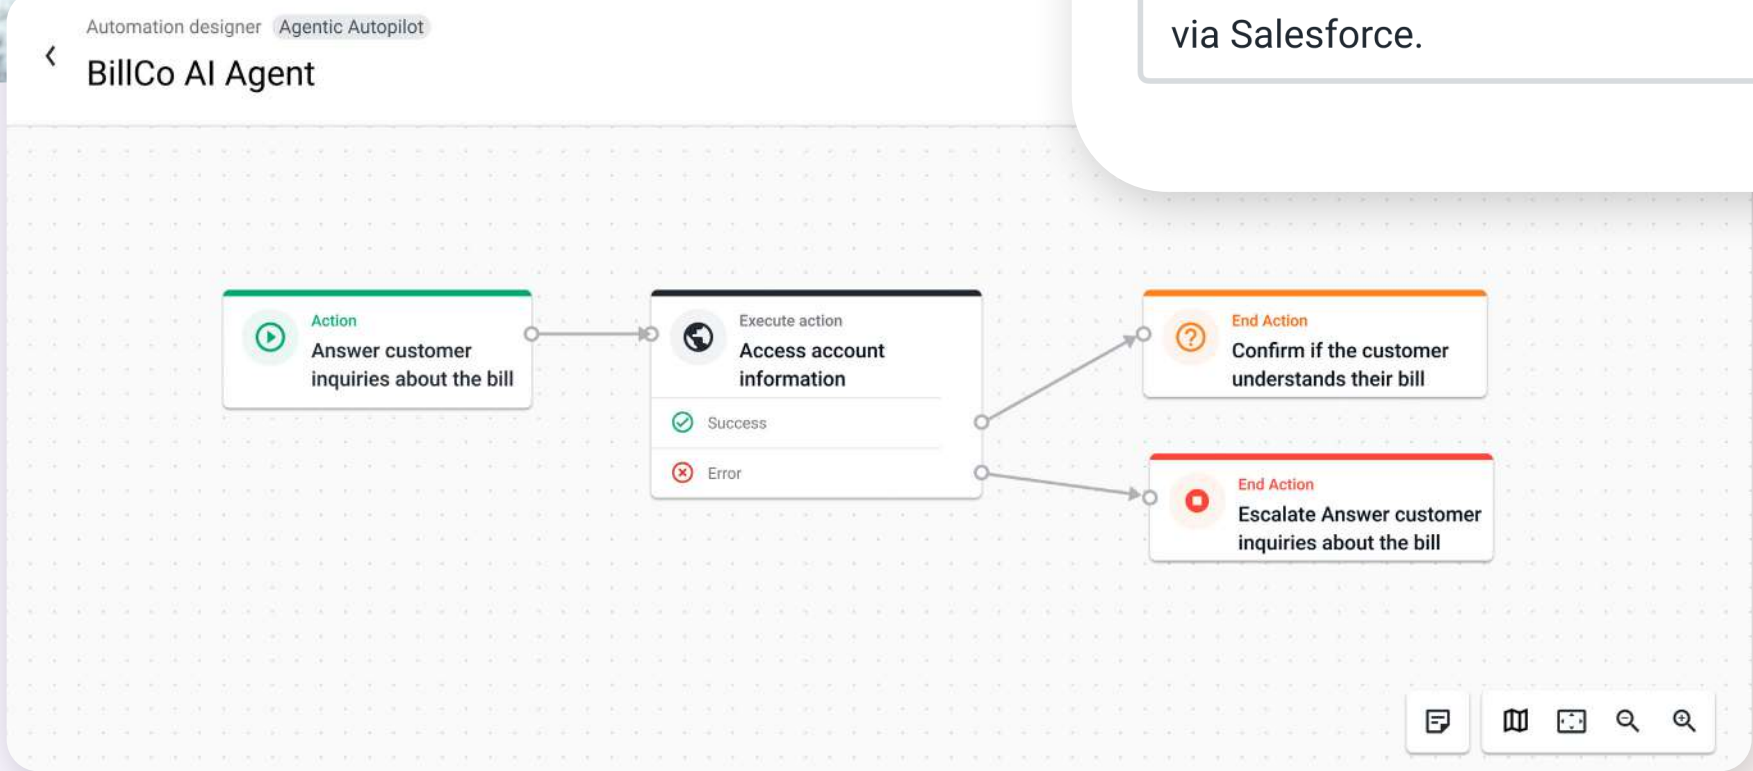 Automation designer Agentic Autopilot
BillCo AI Agent
via Salesforce.
Action
Answer customer
inquiries about the bill
Execute action
Access account
information
Success
Error
End Action
Confirm if the customer
understands their bill
End Action
Escalate Answer customer
inquiries about the bill